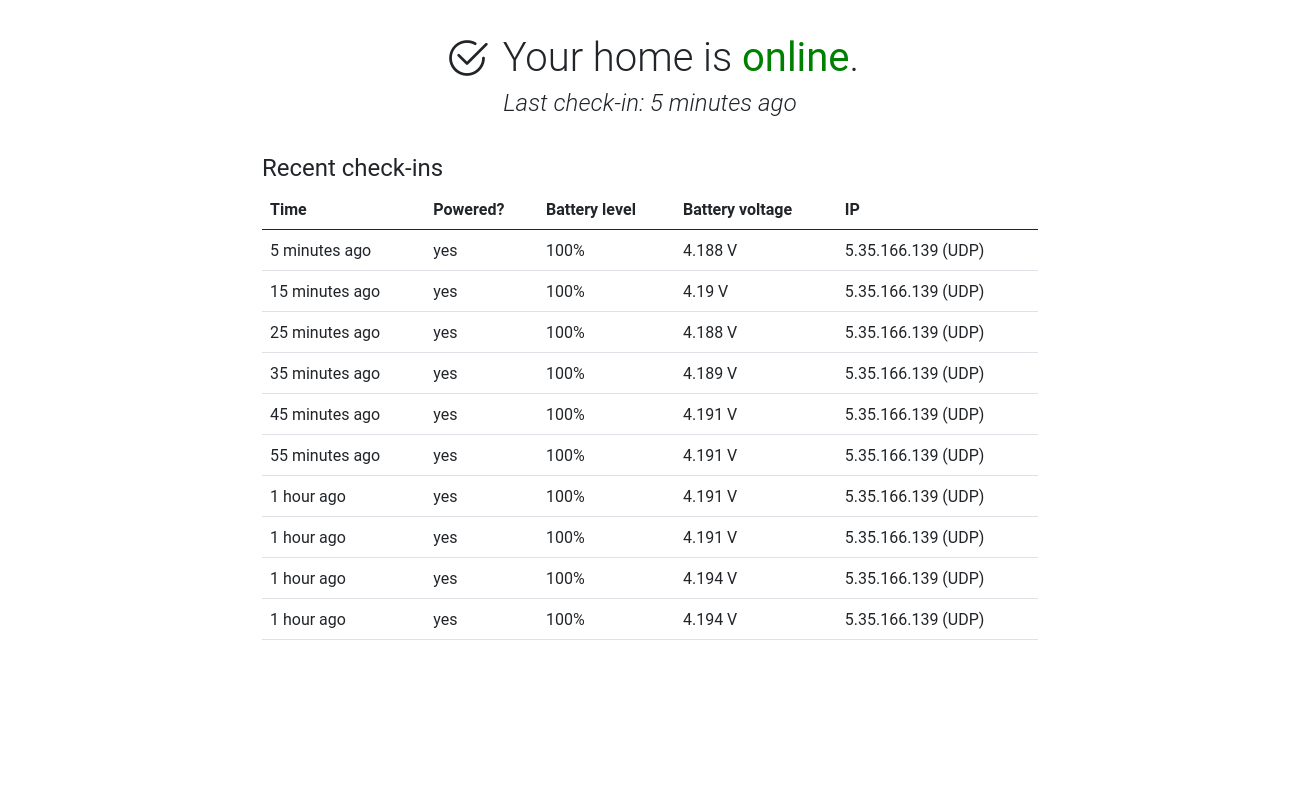 Your home is online.
Last check-in: 5 minutes ago
Recent check-ins
Time Powered? Battery level Battery voltage IP
5 minutes ago yes 100% 4.188 V 5.35.166.139 (UDP)
15 minutes ago yes 100% 4.19 V 5.35.166.139 (UDP)
25 minutes ago yes 100% 4.188 V 5.35.166.139 (UDP)
35 minutes ago yes 100% 4.189 V 5.35.166.139 (UDP)
45 minutes ago yes 100% 4.191 V 5.35.166.139 (UDP)
55 minutes ago yes 100% 4.191 V 5.35.166.139 (UDP)
1 hour ago yes 100% 4.191 V 5.35.166.139 (UDP)
1 hour ago yes 100% 4.191 V 5.35.166.139 (UDP)
1 hour ago yes 100% 4.194 V 5.35.166.139 (UDP)
1 hour ago yes 100% 4.194 V 5.35.166.139 (UDP)